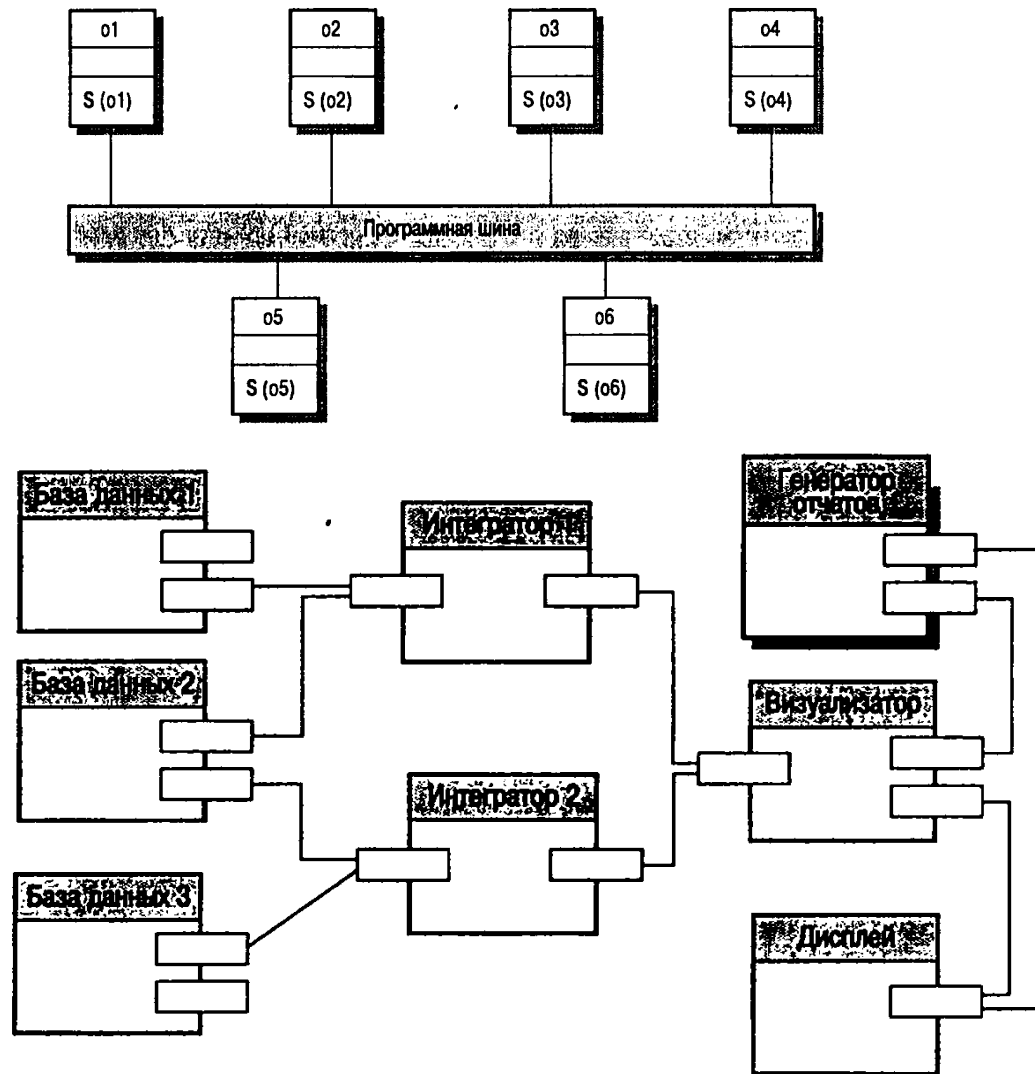 o1 o2 o3 o4
S (o1) S (o2) S (o3) S (o4)
Программная шина
o5 o6
S (o5) S (o6)
База данных 1
Интегратор 1
Генератор
отчатов
База данных 2
Визуализатор
Интегратор 2
База данных 3
Дисплей